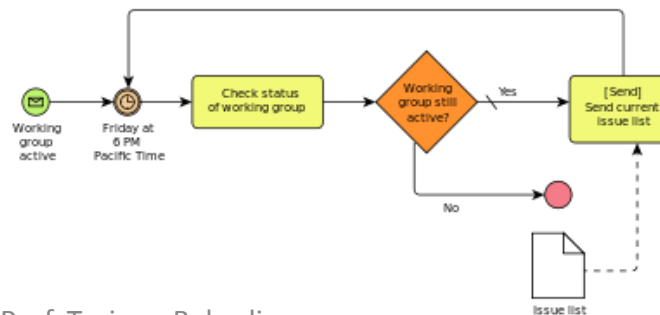 Working
group
active
Friday at
6 PM
Pacific Time
Check status
of working group
Working
group still
active?
Yes
No
[Send]
Send current
issue list
Issue list